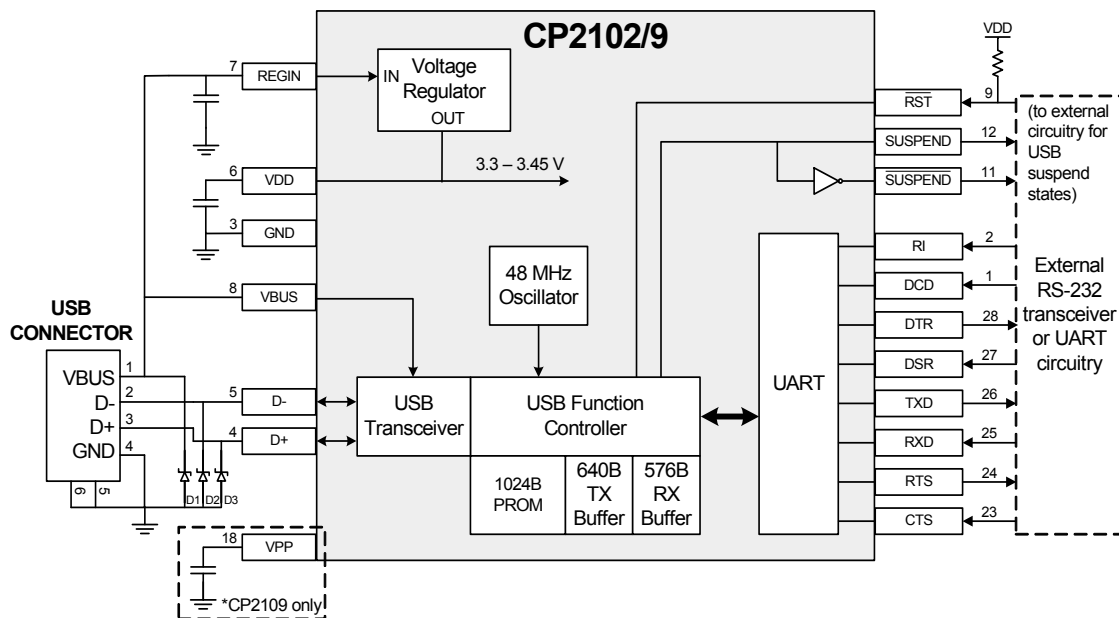 CP2102/9
VDD
7
REGIN
IN
Voltage
Regulator
OUT
9
RST
(to external
circuitry for
USB
suspend
states)
12
SUSPEND
11
SUSPEND
6
VDD
3.3 – 3.45 V
3
GND
8
VBUS
48 MHz
Oscillator
UART
2
RI
1
DCD
28
DTR
27
DSR
26
TXD
25
RXD
24
RTS
23
CTS
External
RS-232
transceiver
or UART
circuitry
USB
CONNECTOR
VBUS
1
D-
2
D+
3
GND
4
6
5
D1
D2
D3
5
D-
4
D+
USB
Transceiver
USB Function
Controller
1024B
PROM
640B
TX
Buffer
576B
RX
Buffer
18
VPP
*CP2109 only